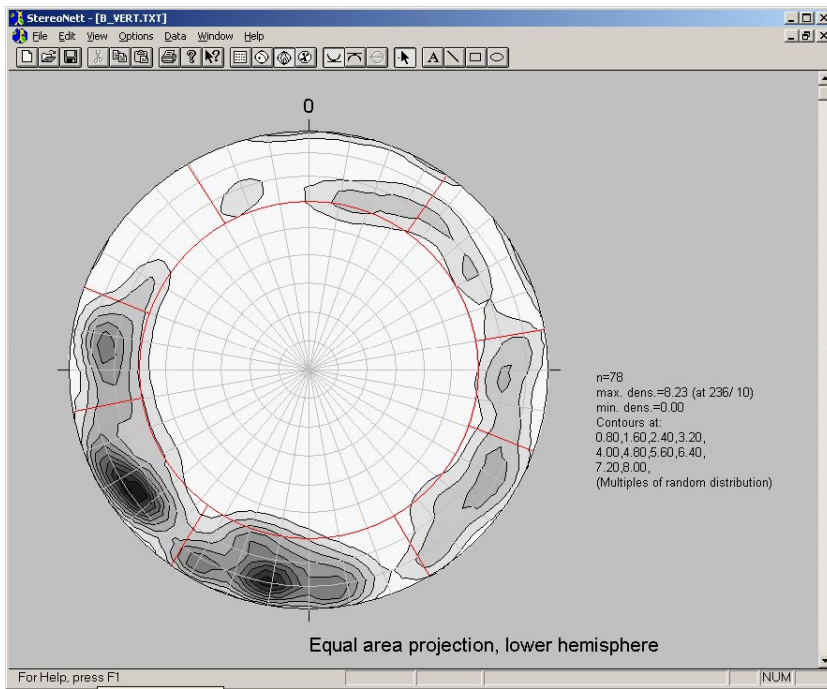 StereoNett - [B_VERT.TXT]
File Edit View Options Data Window Help
A
0
n=78
max. dens.=8.23 (at 236/ 10)
min. dens.=0.00
Contours at:
0.80,1.60,2.40,3.20,
4.00,4.80,5.60,6.40,
7.20,8.00,
(Multiples of random distribution)
Equal area projection, lower hemisphere
For Help, press F1
NUM